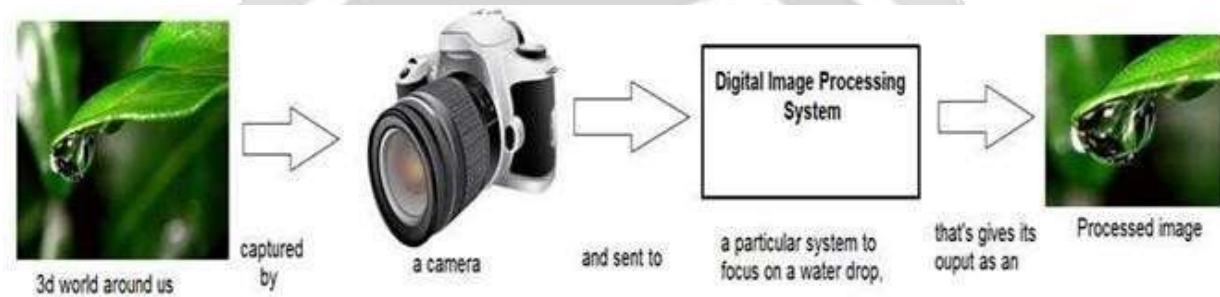 Digital Image Processing
System
3d world around us
captured
by
a camera
and sent to
a particular system to
focus on a water drop,
that's gives its
ouput as an
Processed image